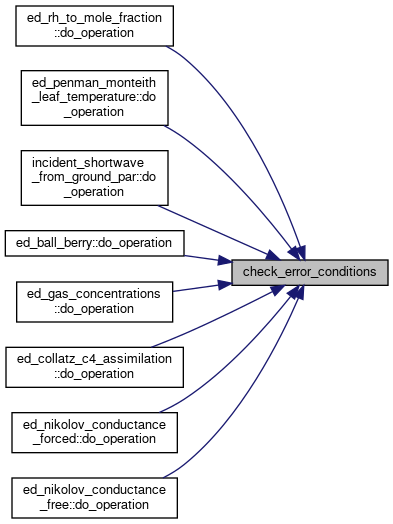 ed_rh_to_mole_fraction
::do_operation
ed_penman_monteith
_leaf_temperature::do
_operation
incident_shortwave
_from_ground_par::do
_operation
ed_ball_berry::do_operation
check_error_conditions
ed_gas_concentrations
::do_operation
ed_collatz_c4_assimilation
::do_operation
ed_nikolov_conductance
_forced::do_operation
ed_nikolov_conductance
_free::do_operation